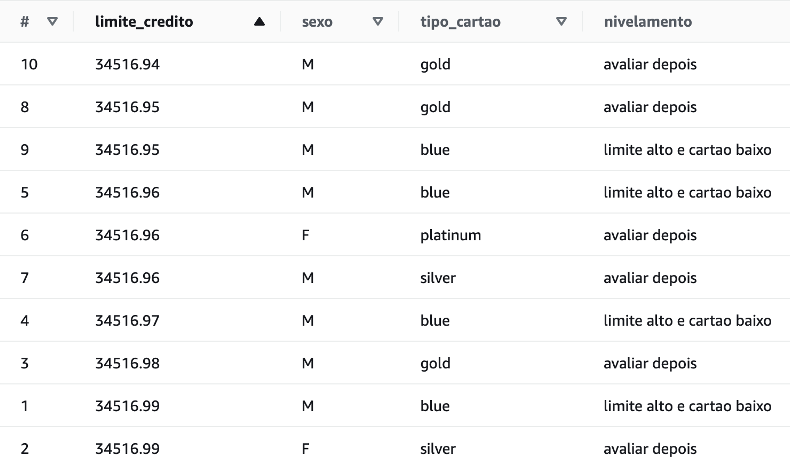 # limite_credito sexo tipo_cartao nivelamento
10 34516.94 M gold avaliar depois
8 34516.95 M gold avaliar depois
9 34516.95 M blue limite alto e cartao baixo
5 34516.96 M blue limite alto e cartao baixo
6 34516.96 F platinum avaliar depois
7 34516.96 M silver avaliar depois
4 34516.97 M blue limite alto e cartao baixo
3 34516.98 M gold avaliar depois
1 34516.99 M blue limite alto e cartao baixo
2 34516.99 F silver avaliar depois